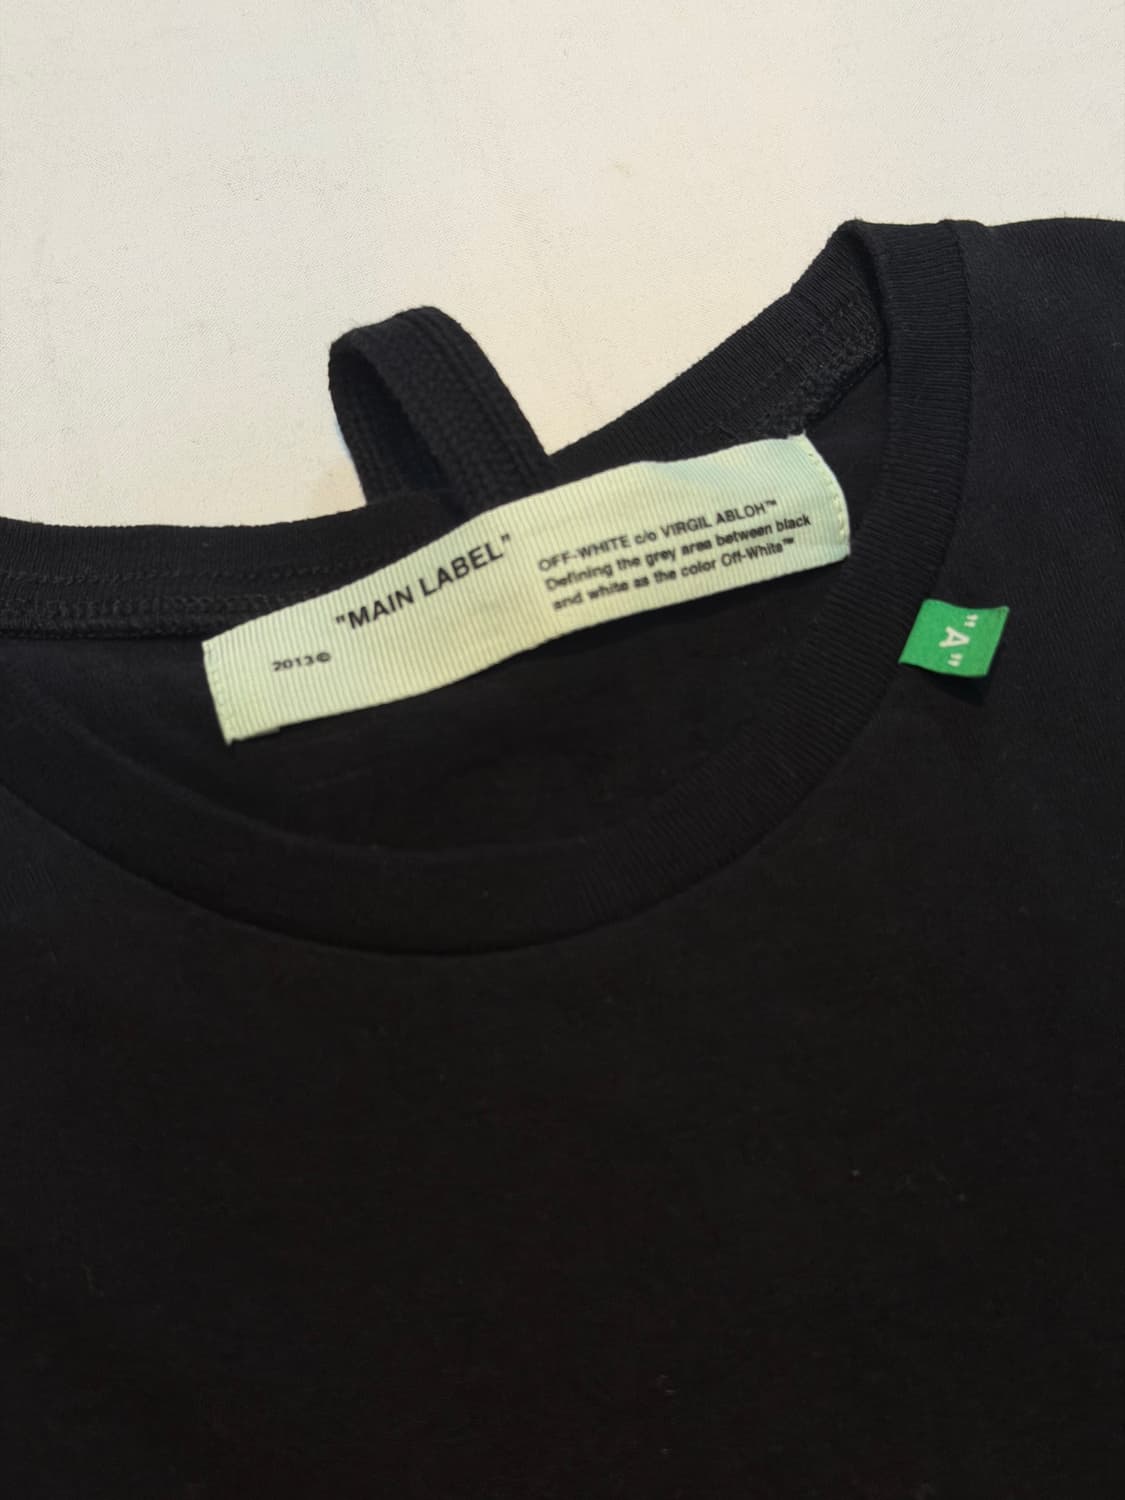 "MAIN LABEL"
2013©
OFF-WHITE c/o VIRGIL ABLOH™
Defining the grey area between black
and white as the color Off-White™
"A"